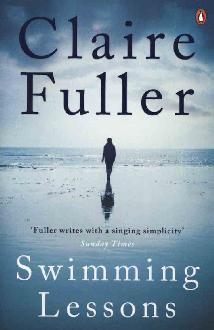 Claire
Fuller
'Fuller writes with a singing simplicity'
Sunday Times
Swimming
Lessons